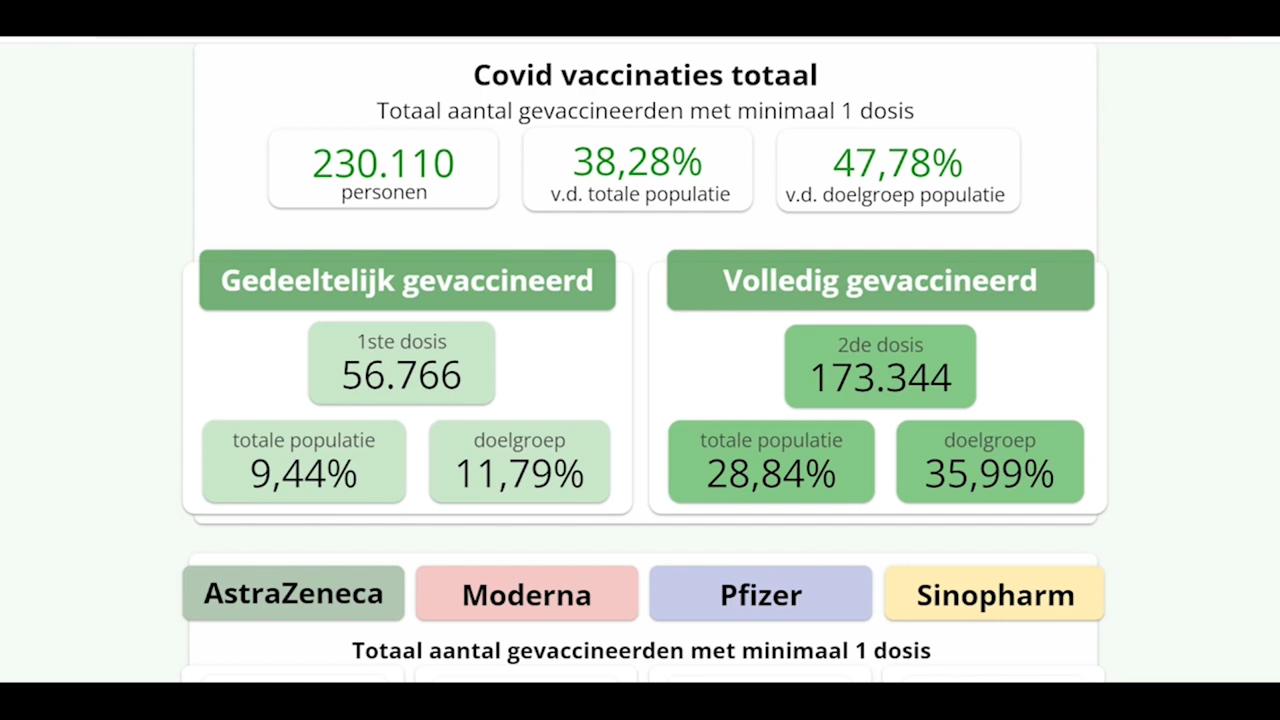 Covid vaccinaties totaal
Totaal aantal gevaccineerden met minimaal 1 dosis
230.110
personen
38,28%
v.d. totale populatie
47,78%
v.d. doelgroep populatie
Gedeeltelijk gevaccineerd
1ste dosis
56.766
totale populatie
9,44%
doelgroep
11,79%
Volledig gevaccineerd
2de dosis
173.344
totale populatie
28,84%
doelgroep
35,99%
AstraZeneca
Moderna
Pfizer
Sinopharm
Totaal aantal gevaccineerden met minimaal 1 dosis